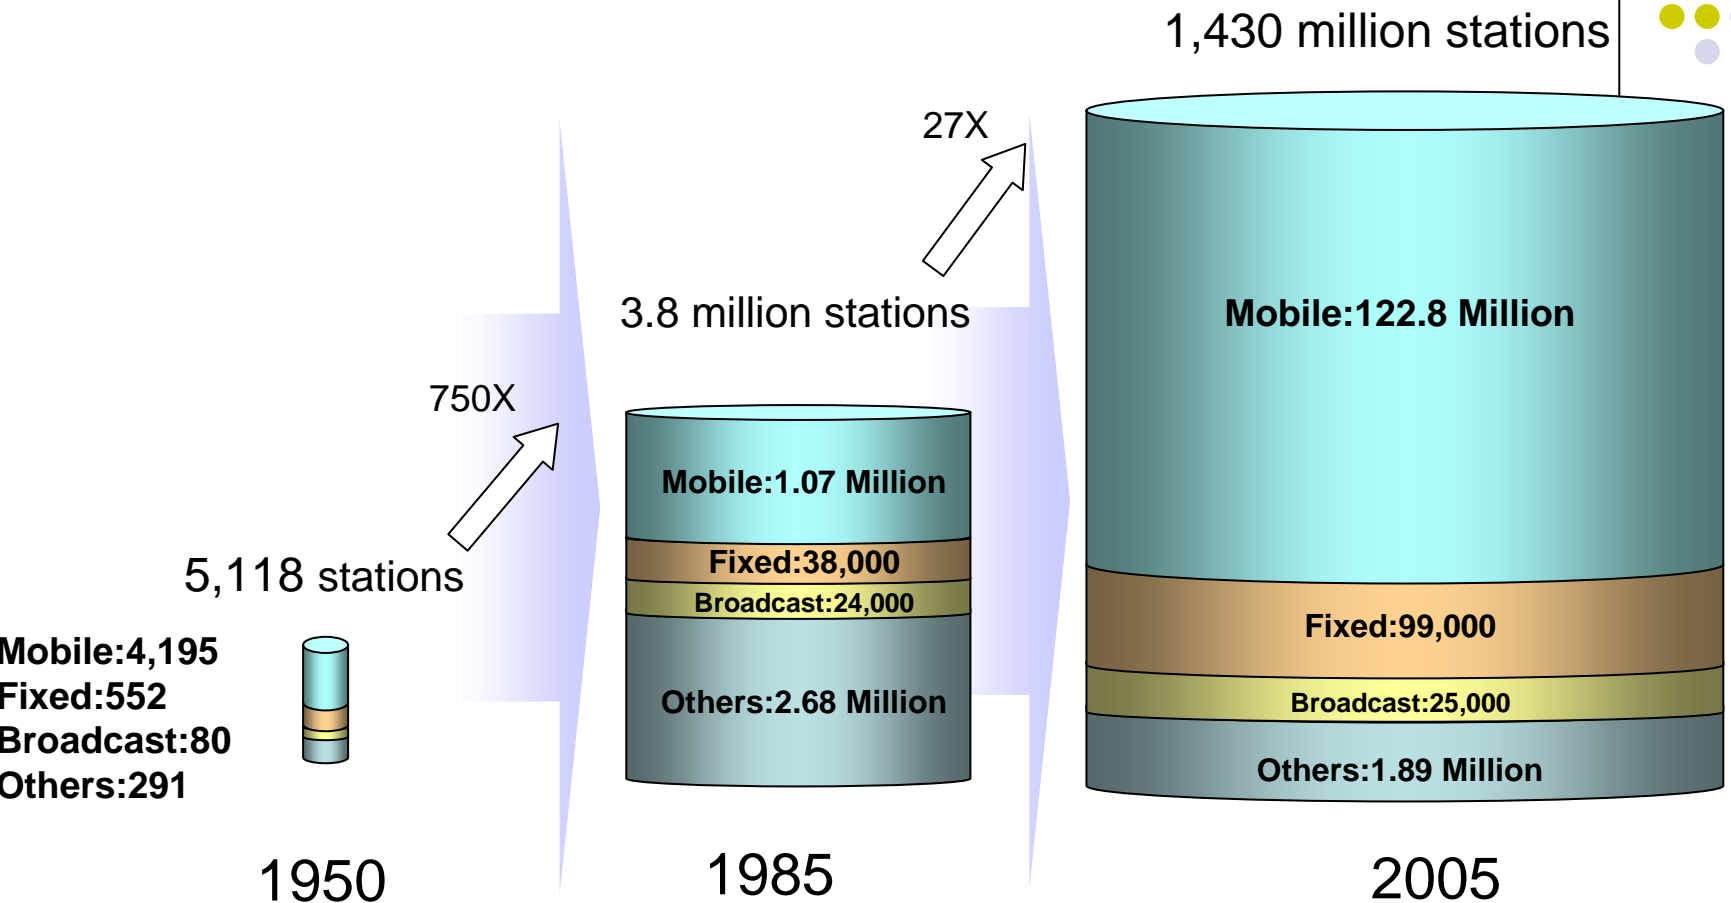 1,430 million stations
27X
3.8 million stations
750X
5,118 stations
Mobile:4,195
Fixed:552
Broadcast:80
Others:291
Mobile:1.07 Million
Fixed:38,000
Broadcast:24,000
Others:2.68 Million
Mobile:122.8 Million
Fixed:99,000
Broadcast:25,000
Others:1.89 Million
1950
1985
2005